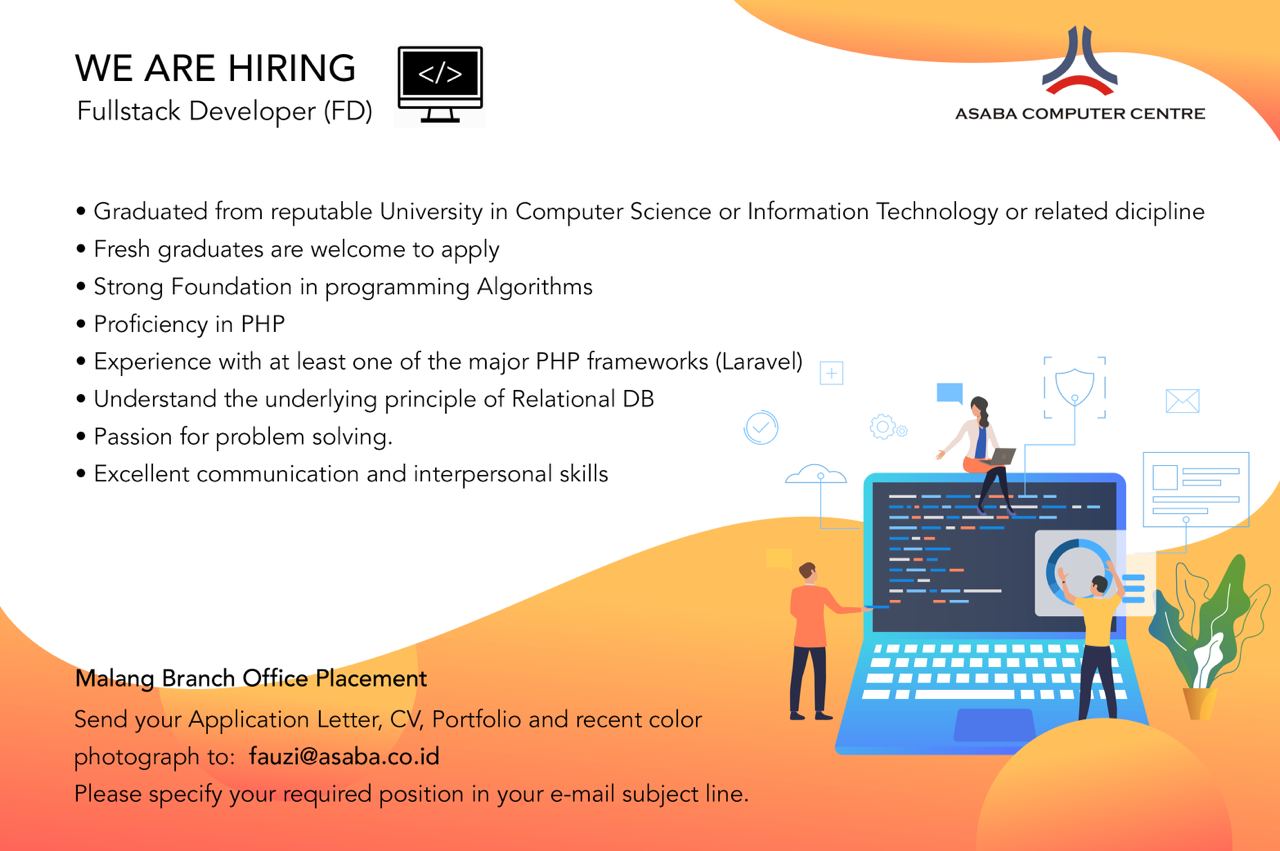 WE ARE HIRING
Fullstack Developer (FD)
</>
ASABA COMPUTER CENTRE
• Graduated from reputable University in Computer Science or Information Technology or related dicipline
• Fresh graduates are welcome to apply
• Strong Foundation in programming Algorithms
• Proficiency in PHP
• Experience with at least one of the major PHP frameworks (Laravel)
• Understand the underlying principle of Relational DB
• Passion for problem solving.
• Excellent communication and interpersonal skills
Malang Branch Office Placement
Send your Application Letter, CV, Portfolio and recent color
photograph to: fauzi@asaba.co.id
Please specify your required position in your e-mail subject line.